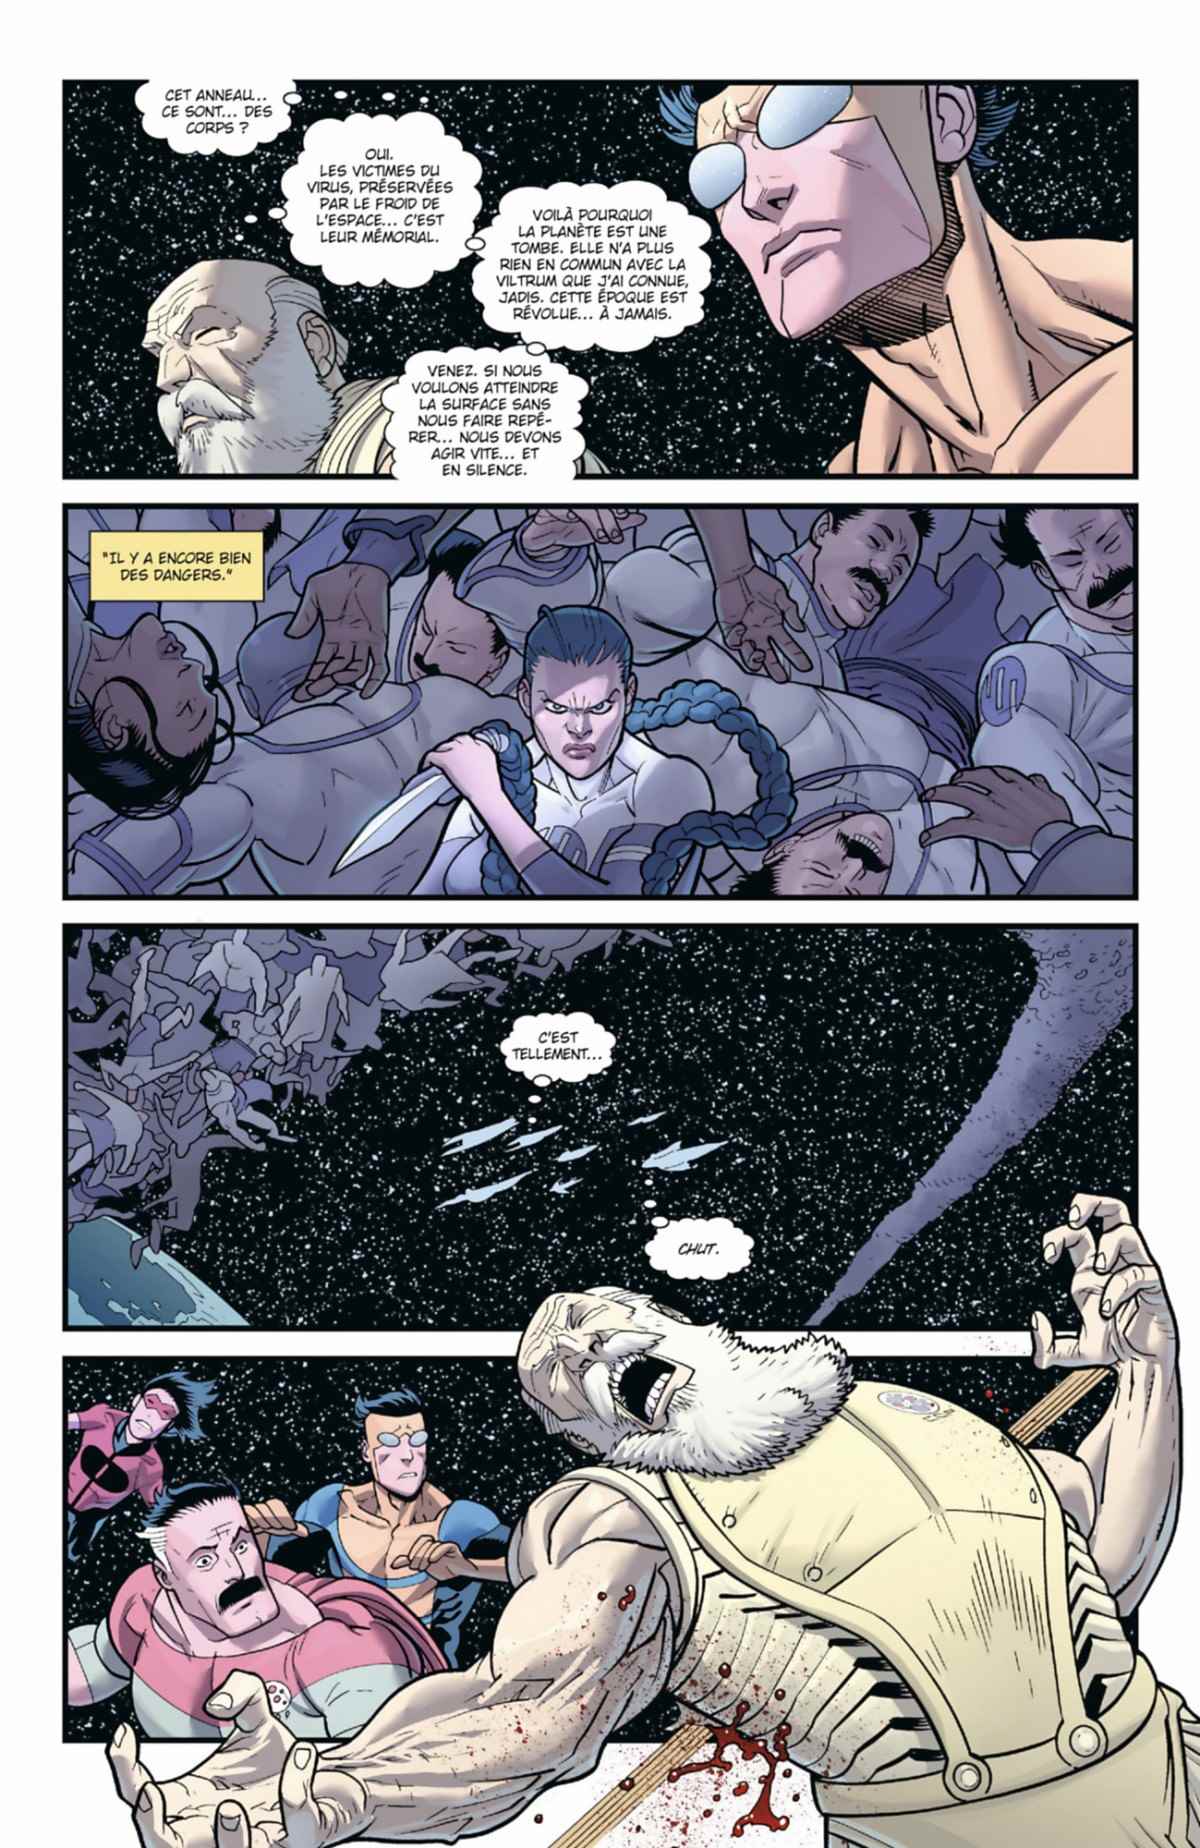 CET ANNEAU...
CE SONT... DES
CORPS ?
OUI.
LES VICTIMES DU
VIRUS, PRÉSERVÉES
PAR LE FROID DE
L'ESPACE... C'EST
LEUR MÉMORIAL.
VOILÀ POURQUOI
LA PLANÈTE EST UNE
TOMBE. ELLE N'A PLUS
RIEN EN COMMUN AVEC LA
VILTRUM QUE J'AI CONNUE,
JADIS. CETTE ÉPOQUE EST
RÉVOLUE... À JAMAIS.
VENEZ. SI NOUS
VOULONS ATTEINDRE
LA SURFACE SANS
NOUS FAIRE REPÉ-
RER... NOUS DEVONS
AGIR VITE... ET
EN SILENCE.
"IL Y A ENCORE BIEN
DES DANGERS."
C'EST
TELLEMENT...
CHUT.